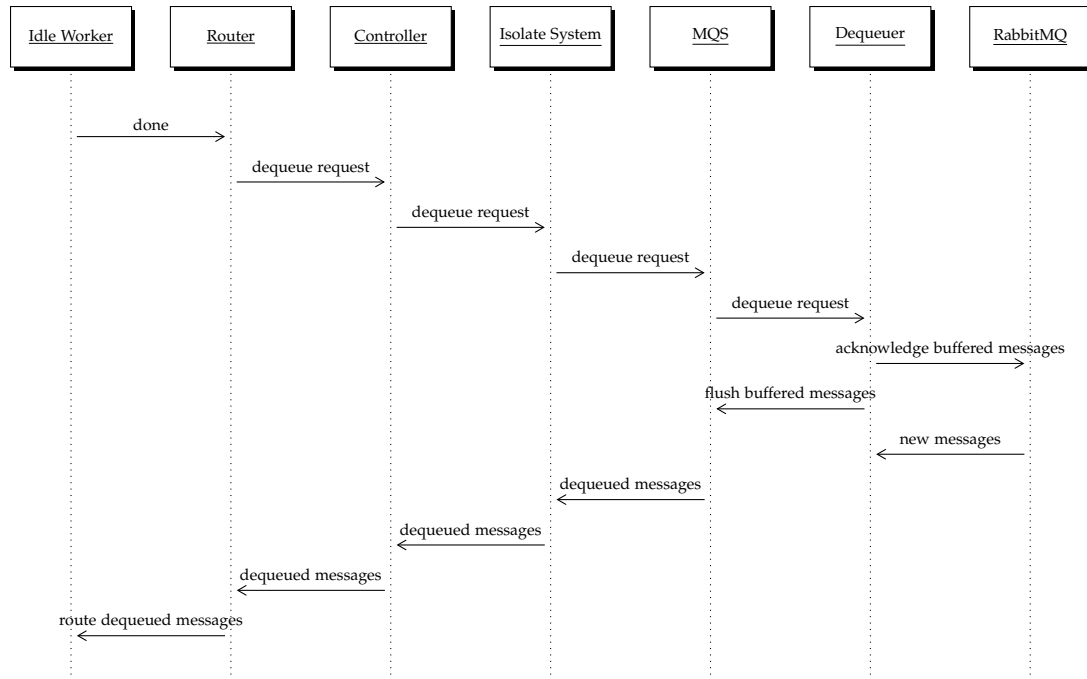 Idle Worker
Router
Controller
Isolate System
MQS
Dequeuer
RabbitMQ
done
dequeue request
dequeue request
dequeue request
dequeue request
acknowledge buffered messages
flush buffered messages
new messages
dequeued messages
dequeued messages
dequeued messages
route dequeued messages